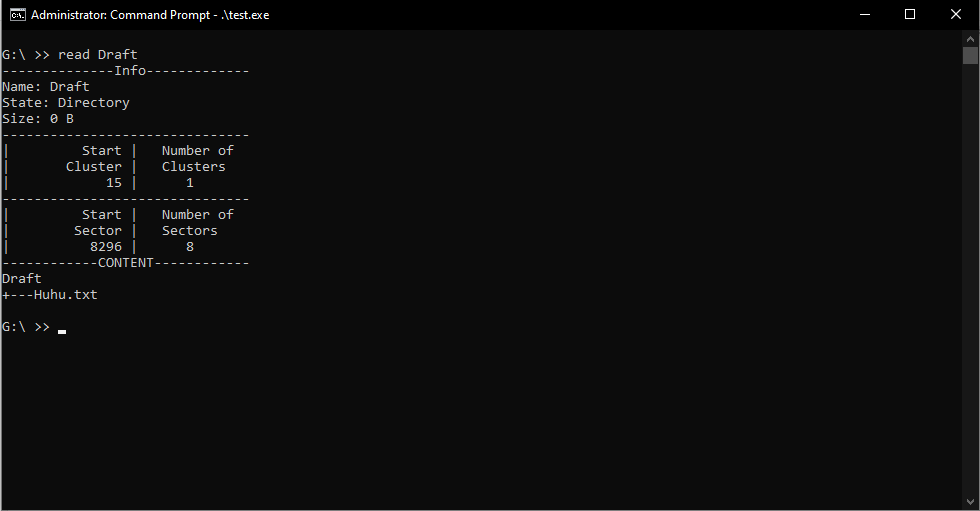 Administrator: Command Prompt - .\test.exe
G:\ >> read Draft
--------------Info-------------
Name: Draft
State: Directory
Size: 0 B
-------------------------------
|         Start |   Number of
|       Cluster |   Clusters
|            15 |      1
-------------------------------
|         Start |   Number of
|        Sector |   Sectors
|          8296 |      8
------------CONTENT------------
Draft
+---Huhu.txt
G:\ >>